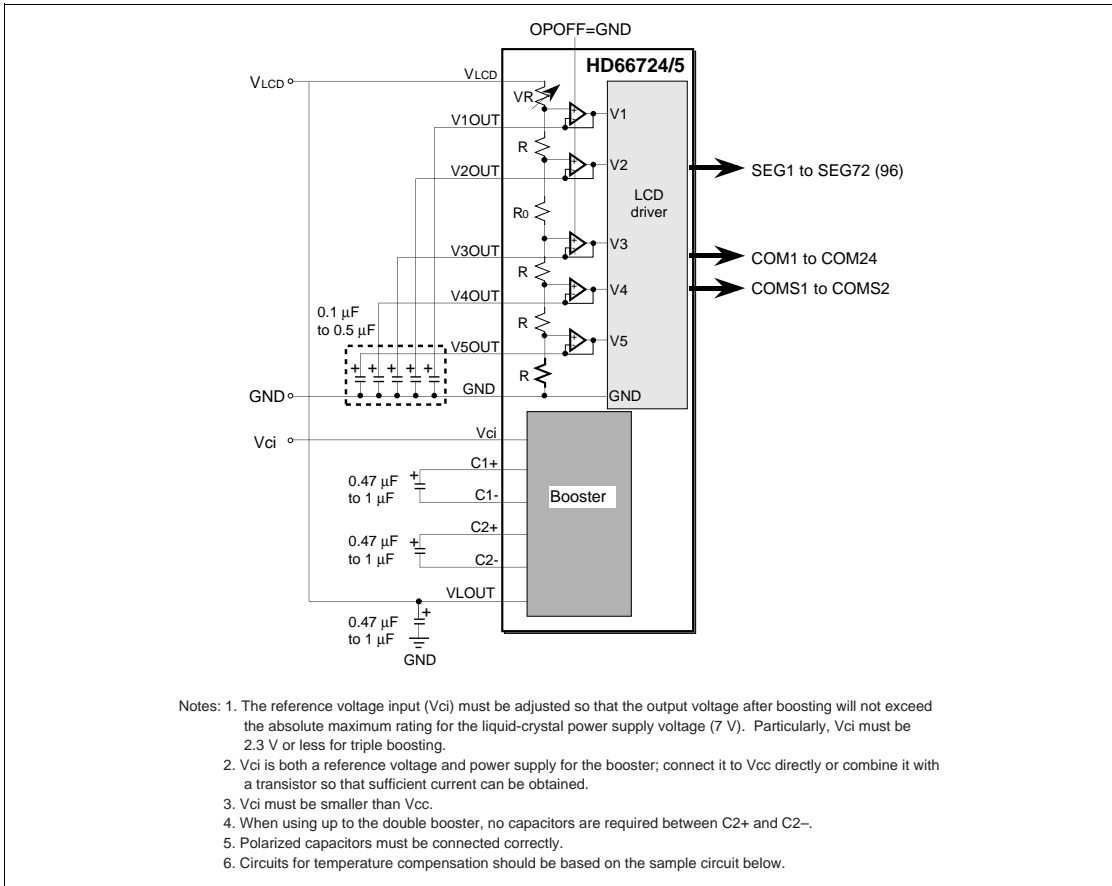 OPOFF=GND
HD66724/5
VLCD
VLCD
VR
V1OUT
V1
R
V2OUT
V2
SEG1 to SEG72 (96)
LCD
driver
R0
V3OUT
V3
COM1 to COM24
R
V4OUT
V4
COMS1 to COMS2
0.1 μF
to 0.5 μF
R
V5OUT
V5
+ + + + +
R
GND
GND
GND
Vci
Vci
C1+
0.47 μF
to 1 μF
+
C1-
Booster
C2+
0.47 μF
to 1 μF
+
C2-
VLOUT
0.47 μF
to 1 μF
+
GND
Notes: 1. The reference voltage input (Vci) must be adjusted so that the output voltage after boosting will not exceed
the absolute maximum rating for the liquid-crystal power supply voltage (7 V). Particularly, Vci must be
2.3 V or less for triple boosting.
2. Vci is both a reference voltage and power supply for the booster; connect it to Vcc directly or combine it with
a transistor so that sufficient current can be obtained.
3. Vci must be smaller than Vcc.
4. When using up to the double booster, no capacitors are required between C2+ and C2–.
5. Polarized capacitors must be connected correctly.
6. Circuits for temperature compensation should be based on the sample circuit below.